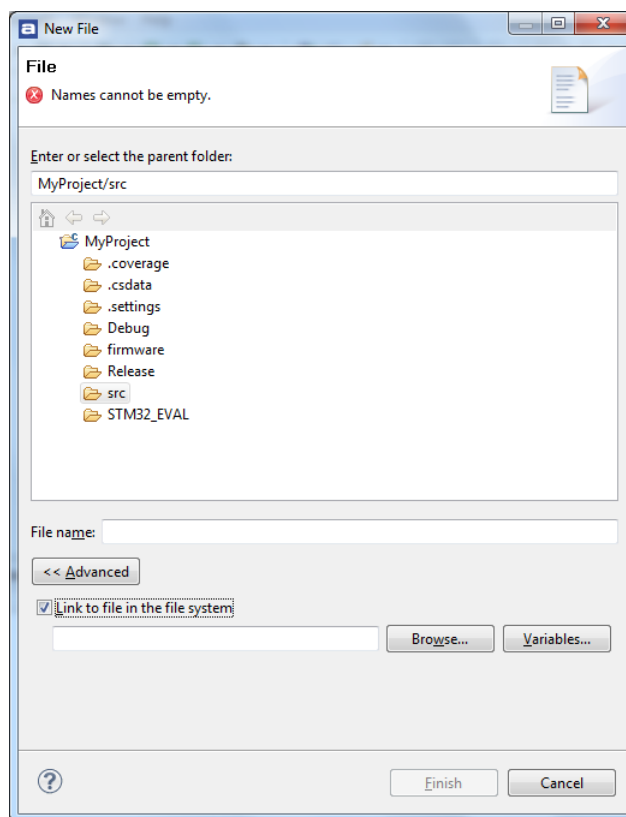 a New File
File
Names cannot be empty.
Enter or select the parent folder:
MyProject/src
MyProject
.coverage
.csdata
.settings
Debug
firmware
Release
src
STM32_EVAL
File name:
<< Advanced
Link to file in the file system
Browse... Variables...
? Finish Cancel